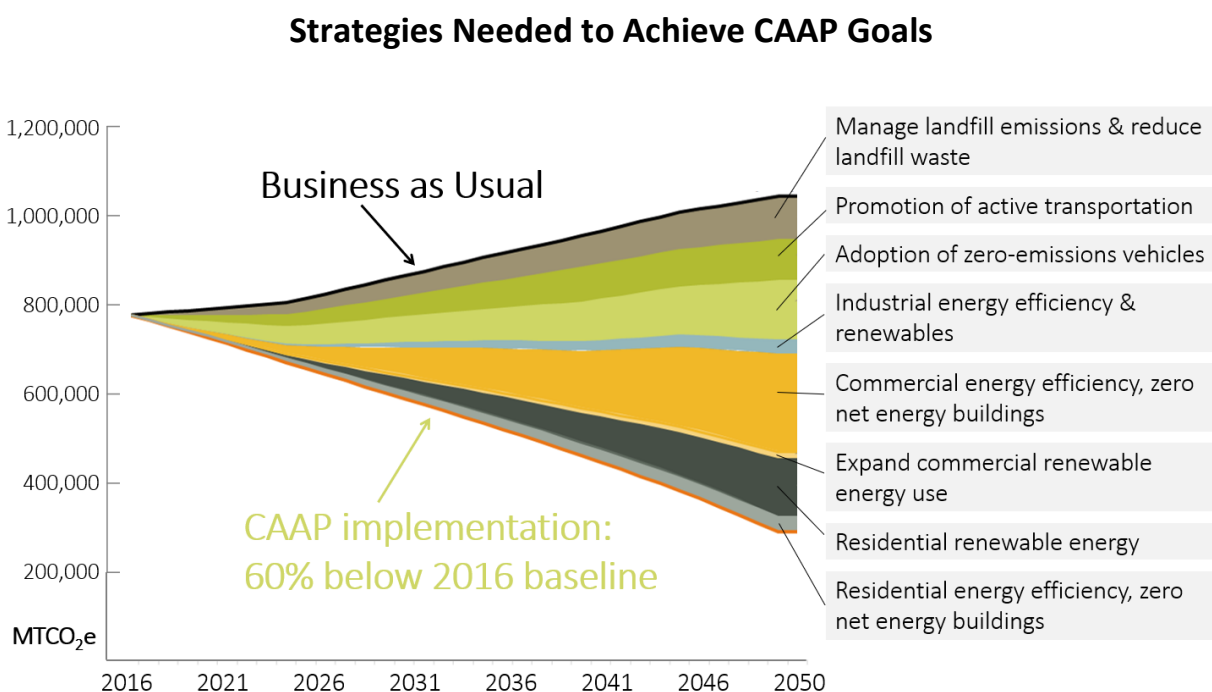 Strategies Needed to Achieve CAAP Goals
1,200,000
1,000,000
800,000
600,000
400,000
200,000
MTCO₂e
Business as Usual
CAAP implementation:
60% below 2016 baseline
Manage landfill emissions & reduce
landfill waste
Promotion of active transportation
Adoption of zero-emissions vehicles
Industrial energy efficiency &
renewables
Commercial energy efficiency, zero
net energy buildings
Expand commercial renewable
energy use
Residential renewable energy
Residential energy efficiency, zero
net energy buildings
2016 2021 2026 2031 2036 2041 2046 2050